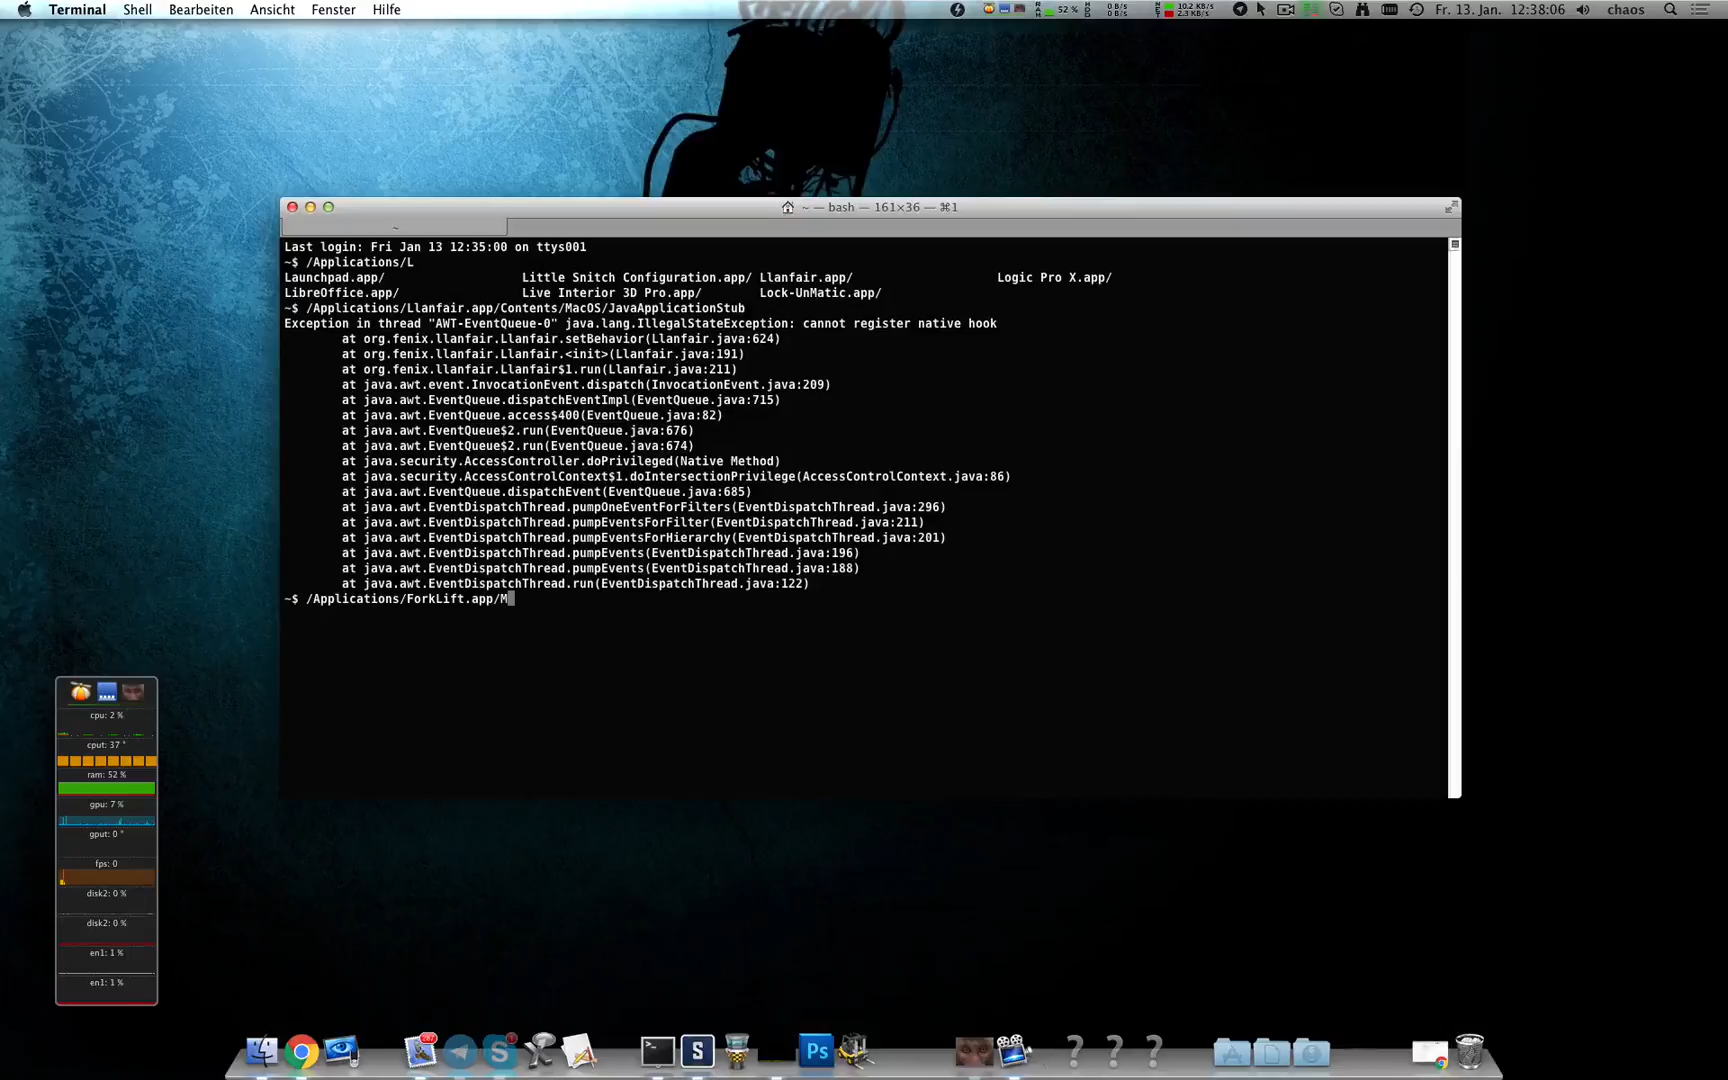 Terminal Shell Bearbeiten Ansicht Fenster Hilfe
52 % 0 B/s 0 B/s 10.2 KB/s 2.3 KB/s Fr. 13. Jan. 12:38:06 chaos
~ — bash — 161×36 — ⌘1
~
Last login: Fri Jan 13 12:35:00 on ttys001
~$ /Applications/L
Launchpad.app/ Little Snitch Configuration.app/ Llanfair.app/ Logic Pro X.app/
LibreOffice.app/ Live Interior 3D Pro.app/ Lock-UnMatic.app/
~$ /Applications/Llanfair.app/Contents/MacOS/JavaApplicationStub
Exception in thread "AWT-EventQueue-0" java.lang.IllegalStateException: cannot register native hook
at org.fenix.llanfair.Llanfair.setBehavior(Llanfair.java:624)
at org.fenix.llanfair.Llanfair.<init>(Llanfair.java:191)
at org.fenix.llanfair.Llanfair$1.run(Llanfair.java:211)
at java.awt.event.InvocationEvent.dispatch(InvocationEvent.java:209)
at java.awt.EventQueue.dispatchEventImpl(EventQueue.java:715)
at java.awt.EventQueue.access$400(EventQueue.java:82)
at java.awt.EventQueue$2.run(EventQueue.java:676)
at java.awt.EventQueue$2.run(EventQueue.java:674)
at java.security.AccessController.doPrivileged(Native Method)
at java.security.AccessControlContext$1.doIntersectionPrivilege(AccessControlContext.java:86)
at java.awt.EventQueue.dispatchEvent(EventQueue.java:685)
at java.awt.EventDispatchThread.pumpOneEventForFilters(EventDispatchThread.java:296)
at java.awt.EventDispatchThread.pumpEventsForFilter(EventDispatchThread.java:211)
at java.awt.EventDispatchThread.pumpEventsForHierarchy(EventDispatchThread.java:201)
at java.awt.EventDispatchThread.pumpEvents(EventDispatchThread.java:196)
at java.awt.EventDispatchThread.pumpEvents(EventDispatchThread.java:188)
at java.awt.EventDispatchThread.run(EventDispatchThread.java:122)
~$ /Applications/ForkLift.app/M
cpu: 2 %
cput: 37 °
ram: 52 %
gpu: 7 %
gput: 0 °
fps: 0
disk2: 0 %
disk2: 0 %
en1: 1 %
en1: 1 %
287
S
Ps
? ? ?